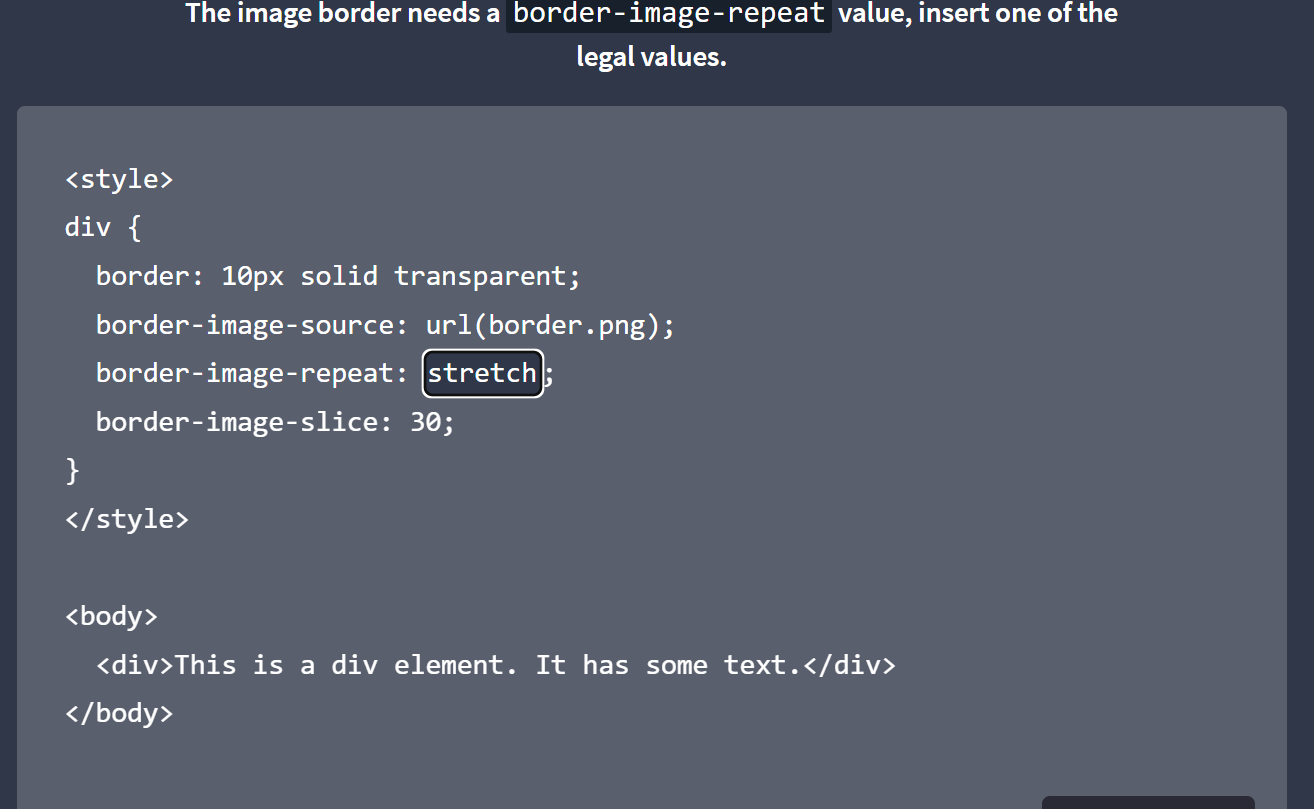 The image border needs a border-image-repeat value, insert one of the
legal values.
<style>
div {
  border: 10px solid transparent;
  border-image-source: url(border.png);
  border-image-repeat: stretch;
  border-image-slice: 30;
}
</style>
<body>
  <div>This is a div element. It has some text.</div>
</body>